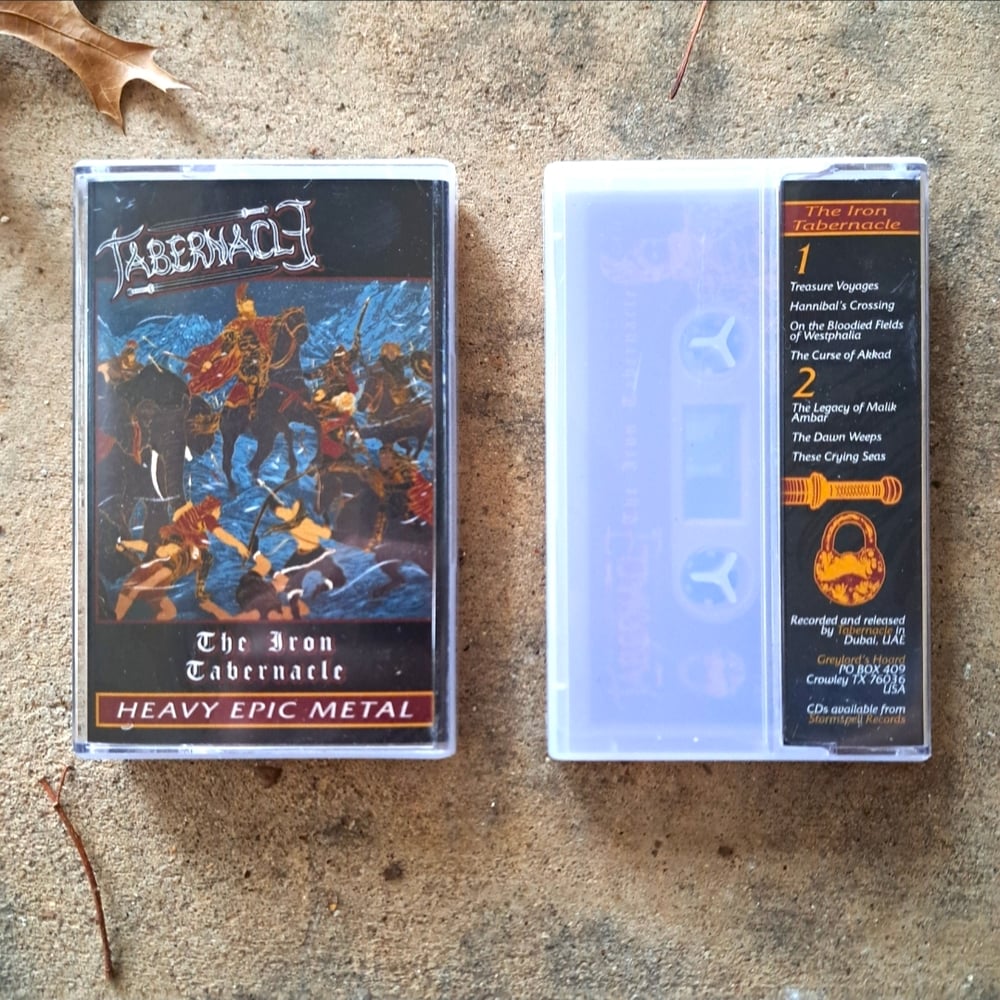 TABERNACLE
The Iron
Tabernacle
HEAVY EPIC METAL
The Iron
Tabernacle
1
Treasure Voyages
Hannibal's Crossing
On the Bloodied Fields
of Westphalia
The Curse of Akkad
2
The Legacy of Malik
Ambar
The Dawn Weeps
These Crying Seas
Recorded and released
by Tabernacle in
Dubai, UAE
Greylord's Hoard
PO BOX 409
Crowley TX 76036
USA
CDs available from
Stormspell Records